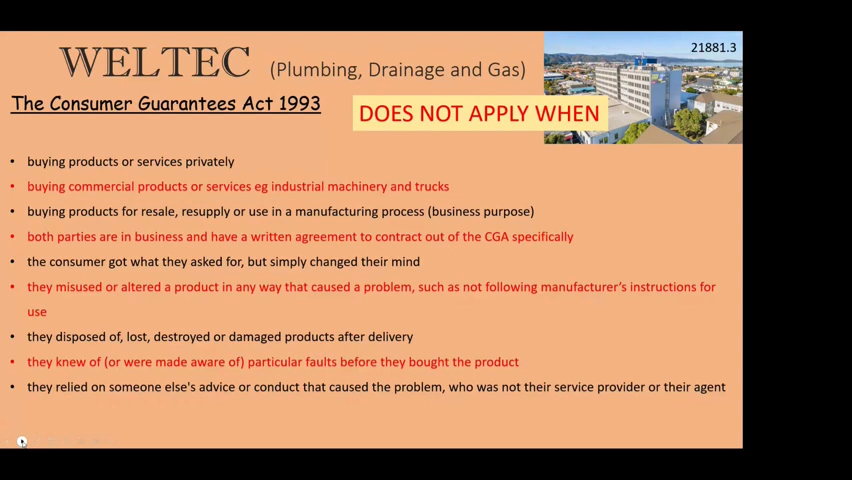 WELTEC (Plumbing, Drainage and Gas)
21881.3
The Consumer Guarantees Act 1993
DOES NOT APPLY WHEN
• buying products or services privately
• buying commercial products or services eg industrial machinery and trucks
• buying products for resale, resupply or use in a manufacturing process (business purpose)
• both parties are in business and have a written agreement to contract out of the CGA specifically
• the consumer got what they asked for, but simply changed their mind
• they misused or altered a product in any way that caused a problem, such as not following manufacturer's instructions for
use
• they disposed of, lost, destroyed or damaged products after delivery
• they knew of (or were made aware of) particular faults before they bought the product
• they relied on someone else's advice or conduct that caused the problem, who was not their service provider or their agent